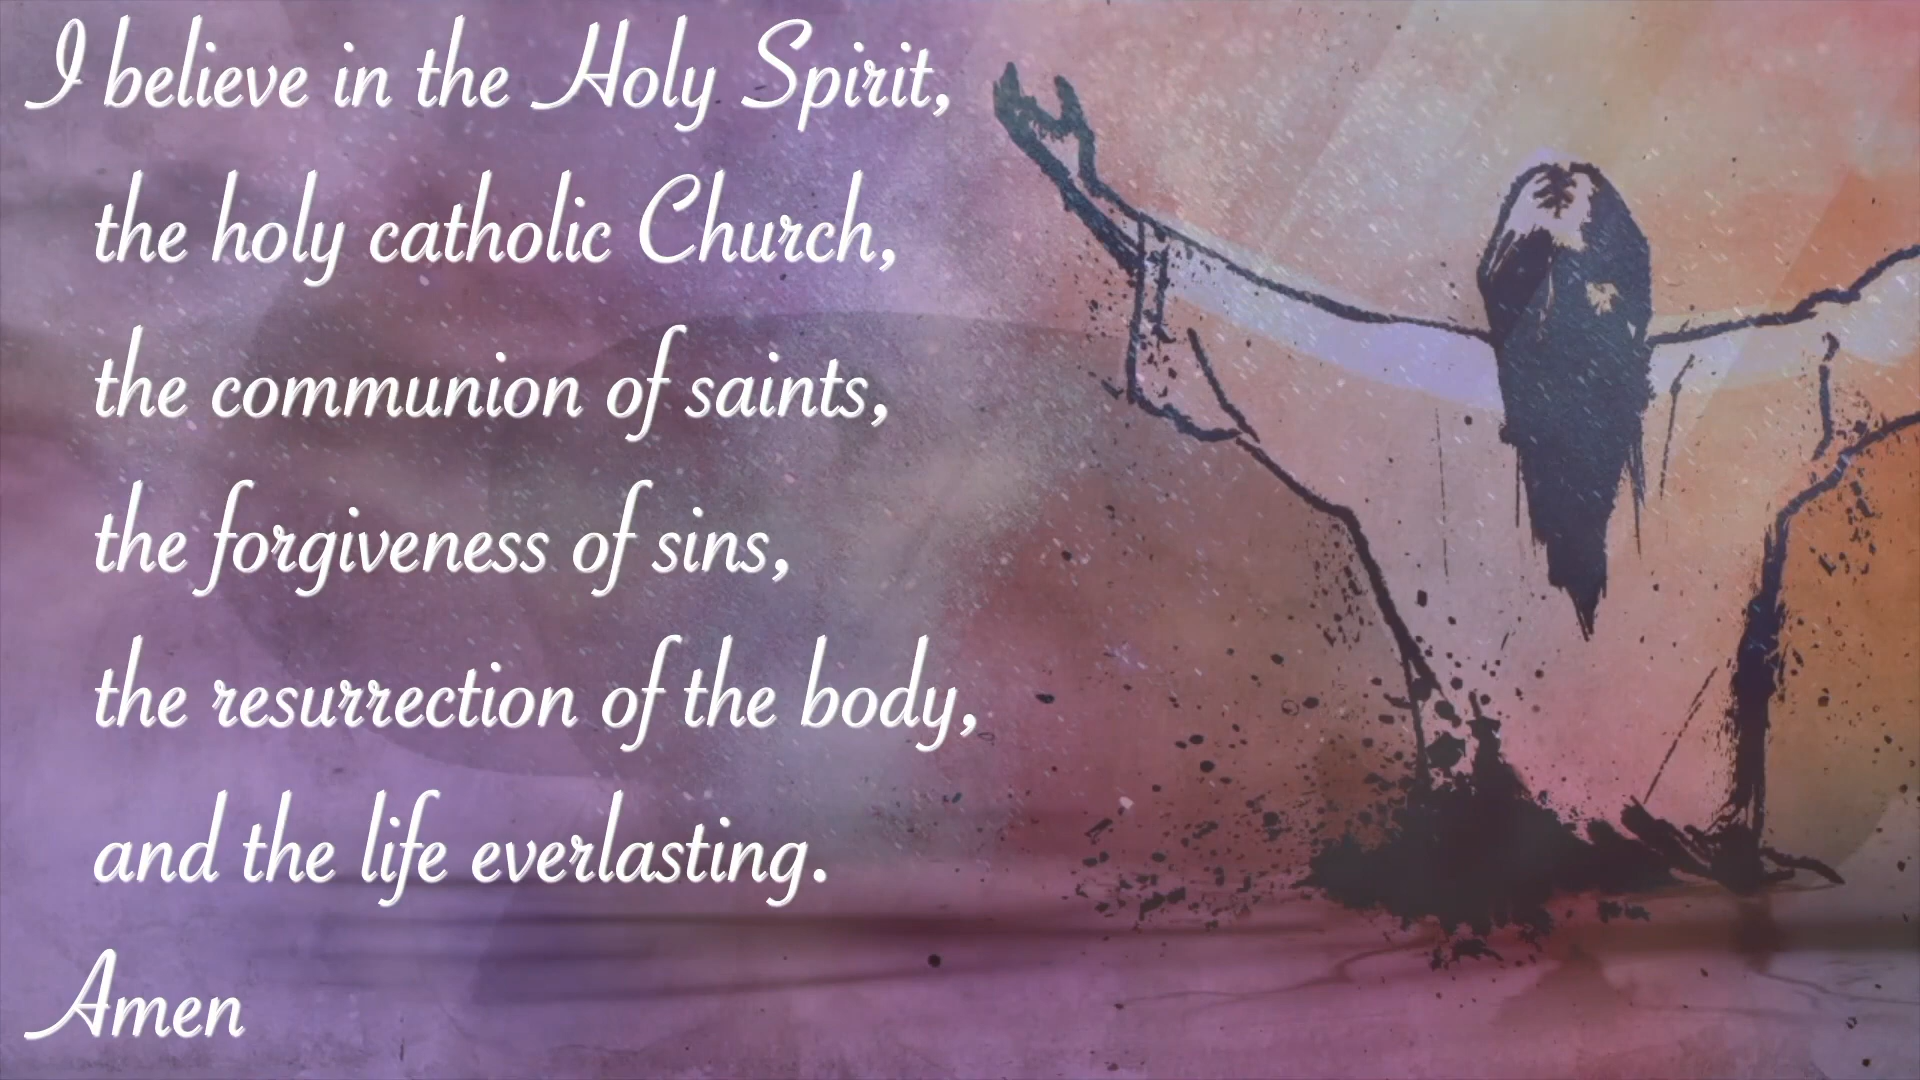 I believe in the Holy Spirit,
the holy catholic Church,
the communion of saints,
the forgiveness of sins,
the resurrection of the body,
and the life everlasting.
Amen